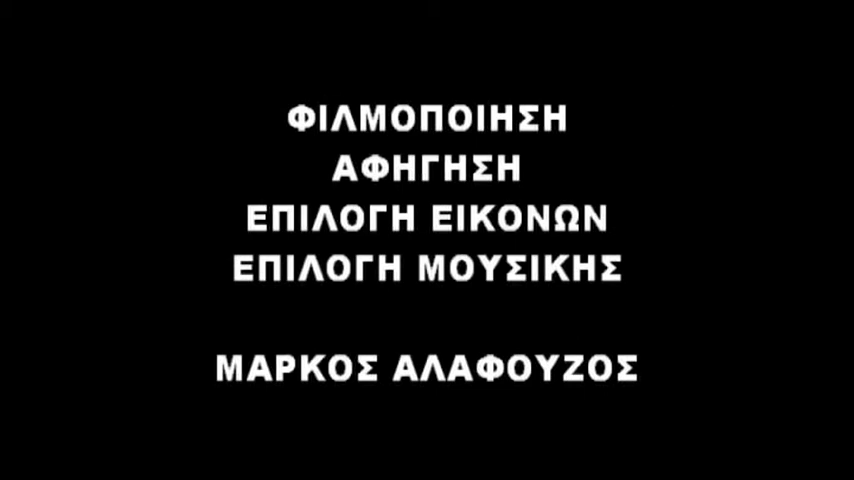 ΦΙΛΜΟΠΟΙΗΣΗ
ΑΦΗΓΗΣΗ
ΕΠΙΛΟΓΗ ΕΙΚΟΝΩΝ
ΕΠΙΛΟΓΗ ΜΟΥΣΙΚΗΣ
ΜΑΡΚΟΣ ΑΛΑΦΟΥΖΟΣ